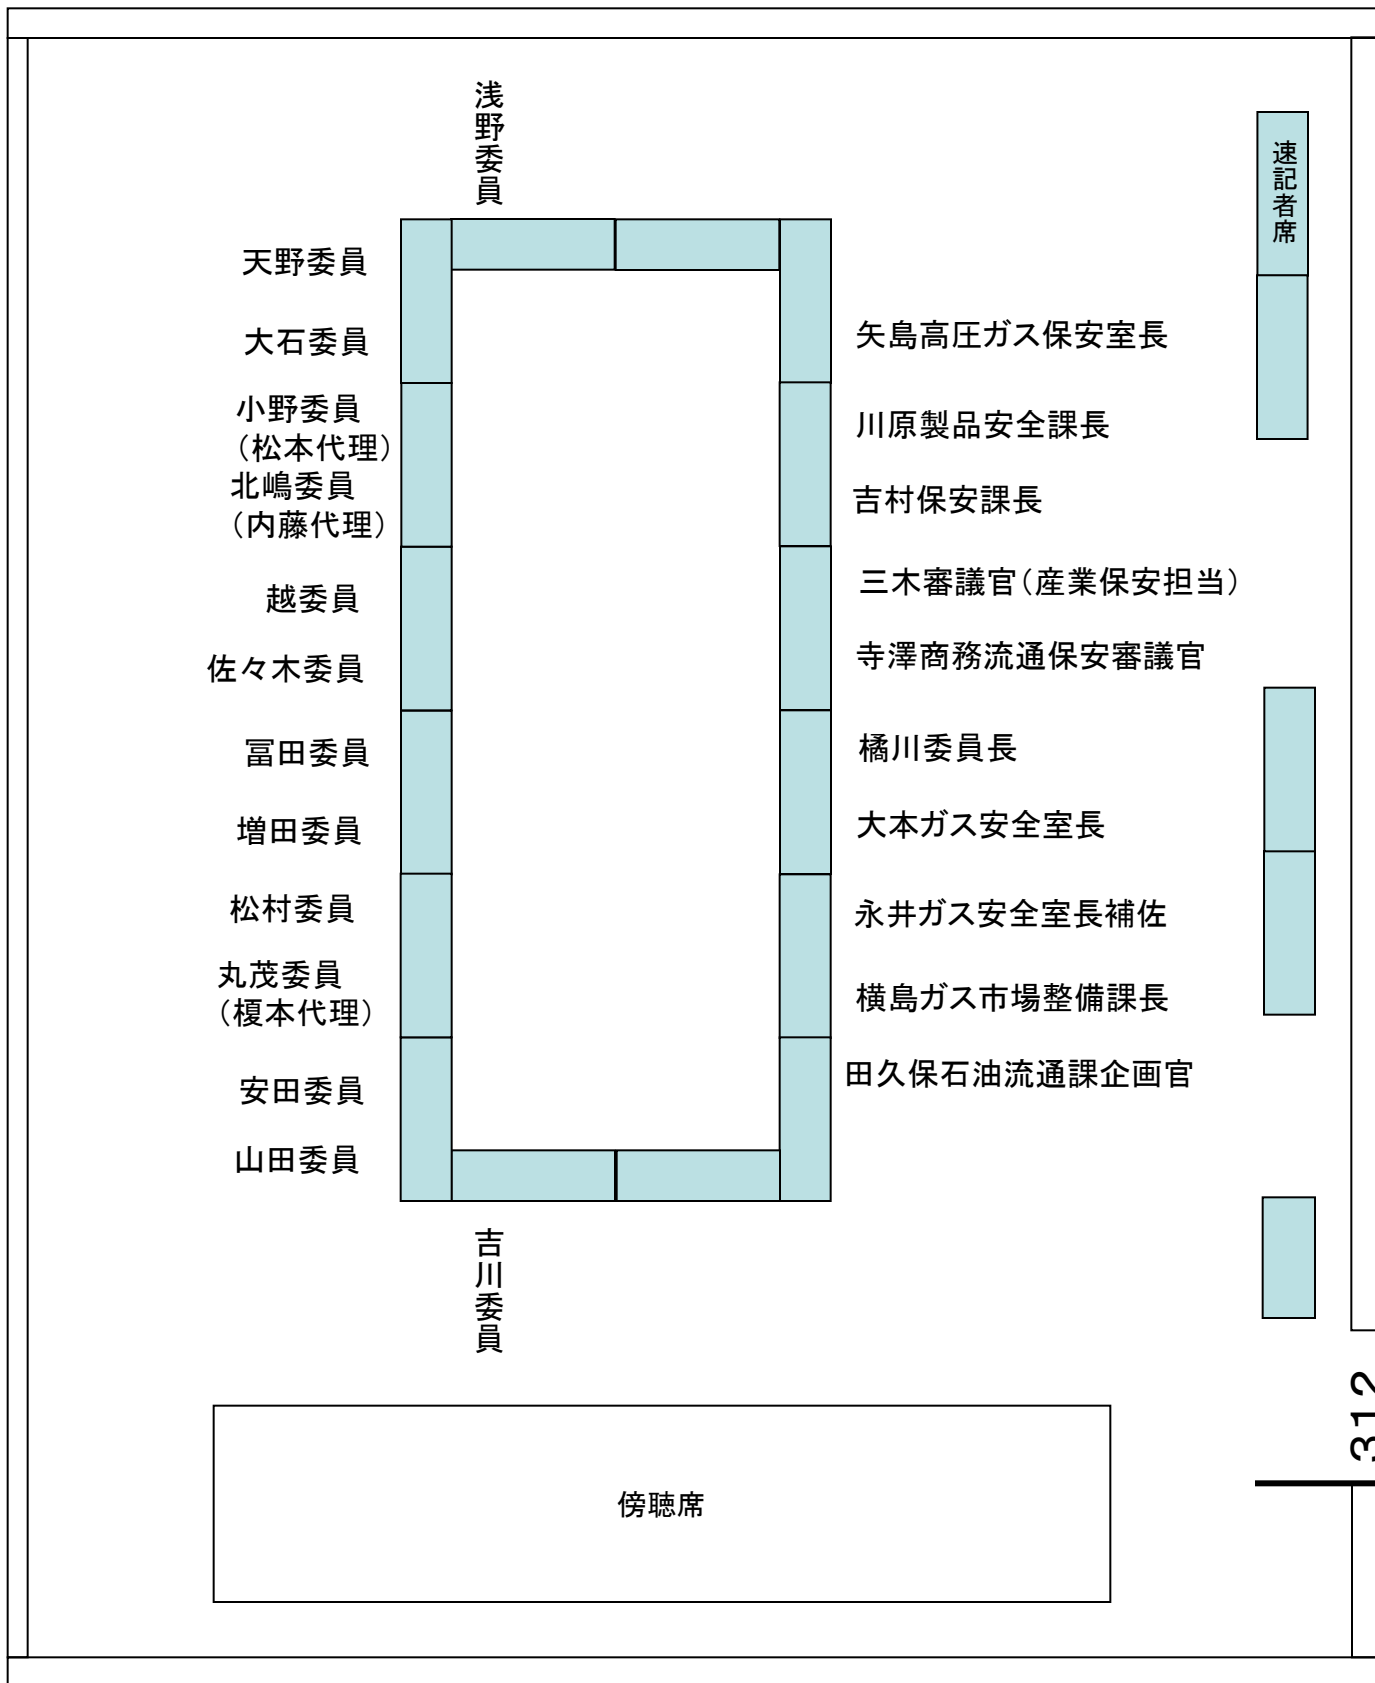 浅野委員
速記者席
天野委員
大石委員
小野委員
（松本代理）
北嶋委員
（内藤代理）
越委員
佐々木委員
冨田委員
増田委員
松村委員
丸茂委員
（榎本代理）
安田委員
山田委員
矢島高圧ガス保安室長
川原製品安全課長
吉村保安課長
三木審議官（産業保安担当）
寺澤商務流通保安審議官
橘川委員長
大本ガス安全室長
永井ガス安全室長補佐
横島ガス市場整備課長
田久保石油流通課企画官
吉川委員
312
傍聴席